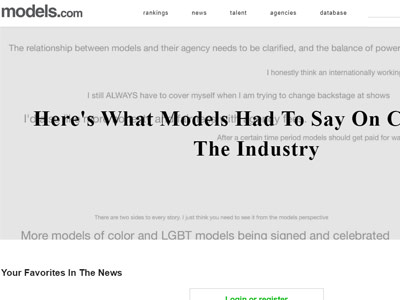 models.com
rankings news talent agencies database
The relationship between models and their agency needs to be clarified, and the balance of power
I honestly think an internationally working
I still ALWAYS have to cover myself when I am trying to change backstage at shows
Here's What Models Had To Say On
After a certain time period models should get paid for
The Industry
There are two sides to every story. I just think you need to see it from the models perspective
More models of color and LGBT models being signed and celebrated
Your Favorites In The News
Login or register